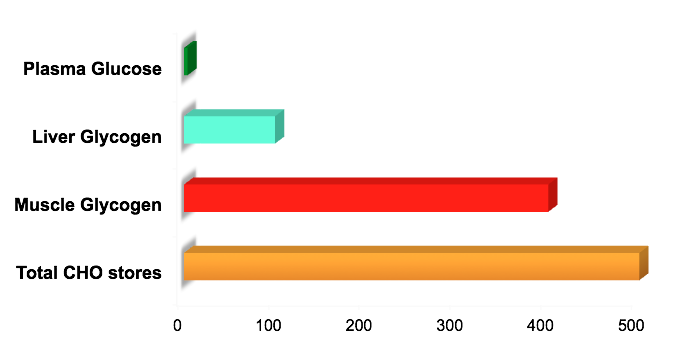 Plasma Glucose
Liver Glycogen
Muscle Glycogen
Total CHO stores
0 100 200 300 400 500